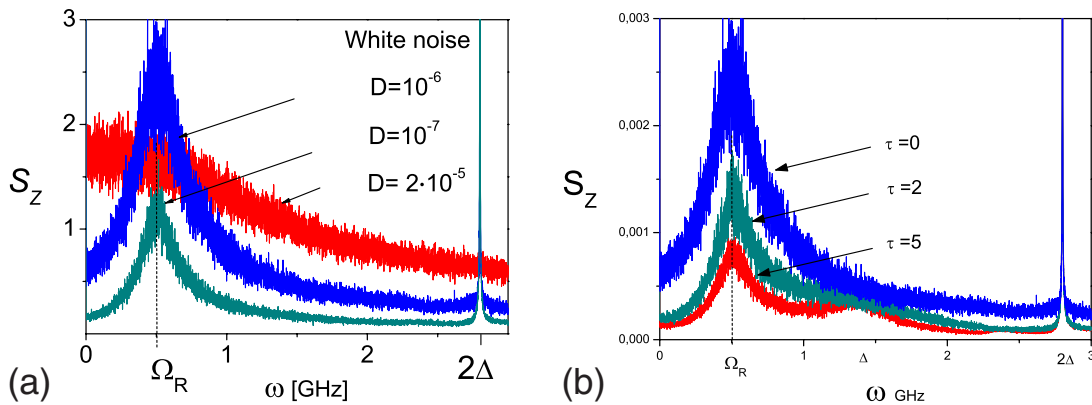 3
2
1
S_Z
White noise
D=10^-6
D=10^-7
D= 2·10^-5
0
1
2
Ω_R
2Δ
ω [GHz]
(a)
0,003
0,002
0,001
0,000
S_Z
τ =0
τ =2
τ =5
0
1
2
3
Ω_R
Δ
2Δ
ω GHz
(b)